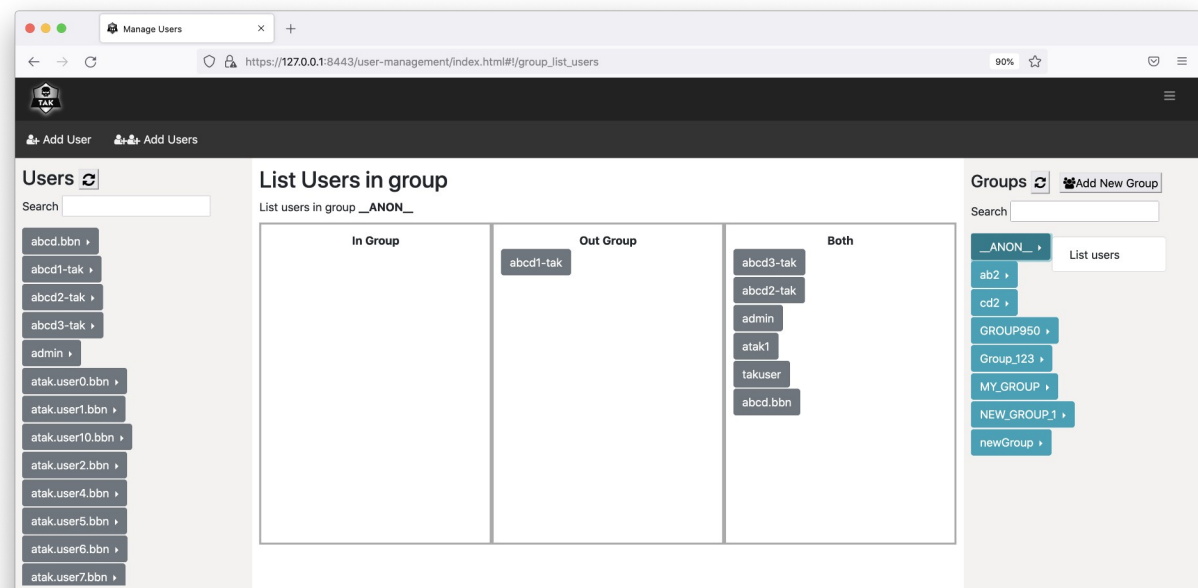 Manage Users
https://127.0.0.1:8443/user-management/index.html#!/group_list_users
90%
TAK
Add User
Add Users
Users
Search
abcd.bbn
abcd1-tak
abcd2-tak
abcd3-tak
admin
atak.user0.bbn
atak.user1.bbn
atak.user10.bbn
atak.user2.bbn
atak.user4.bbn
atak.user5.bbn
atak.user6.bbn
atak.user7.bbn
List Users in group
List users in group __ANON__
In Group
Out Group
abcd1-tak
Both
abcd3-tak
abcd2-tak
admin
atak1
takuser
abcd.bbn
Groups
Add New Group
Search
__ANON__
List users
ab2
cd2
GROUP950
Group_123
MY_GROUP
NEW_GROUP_1
newGroup